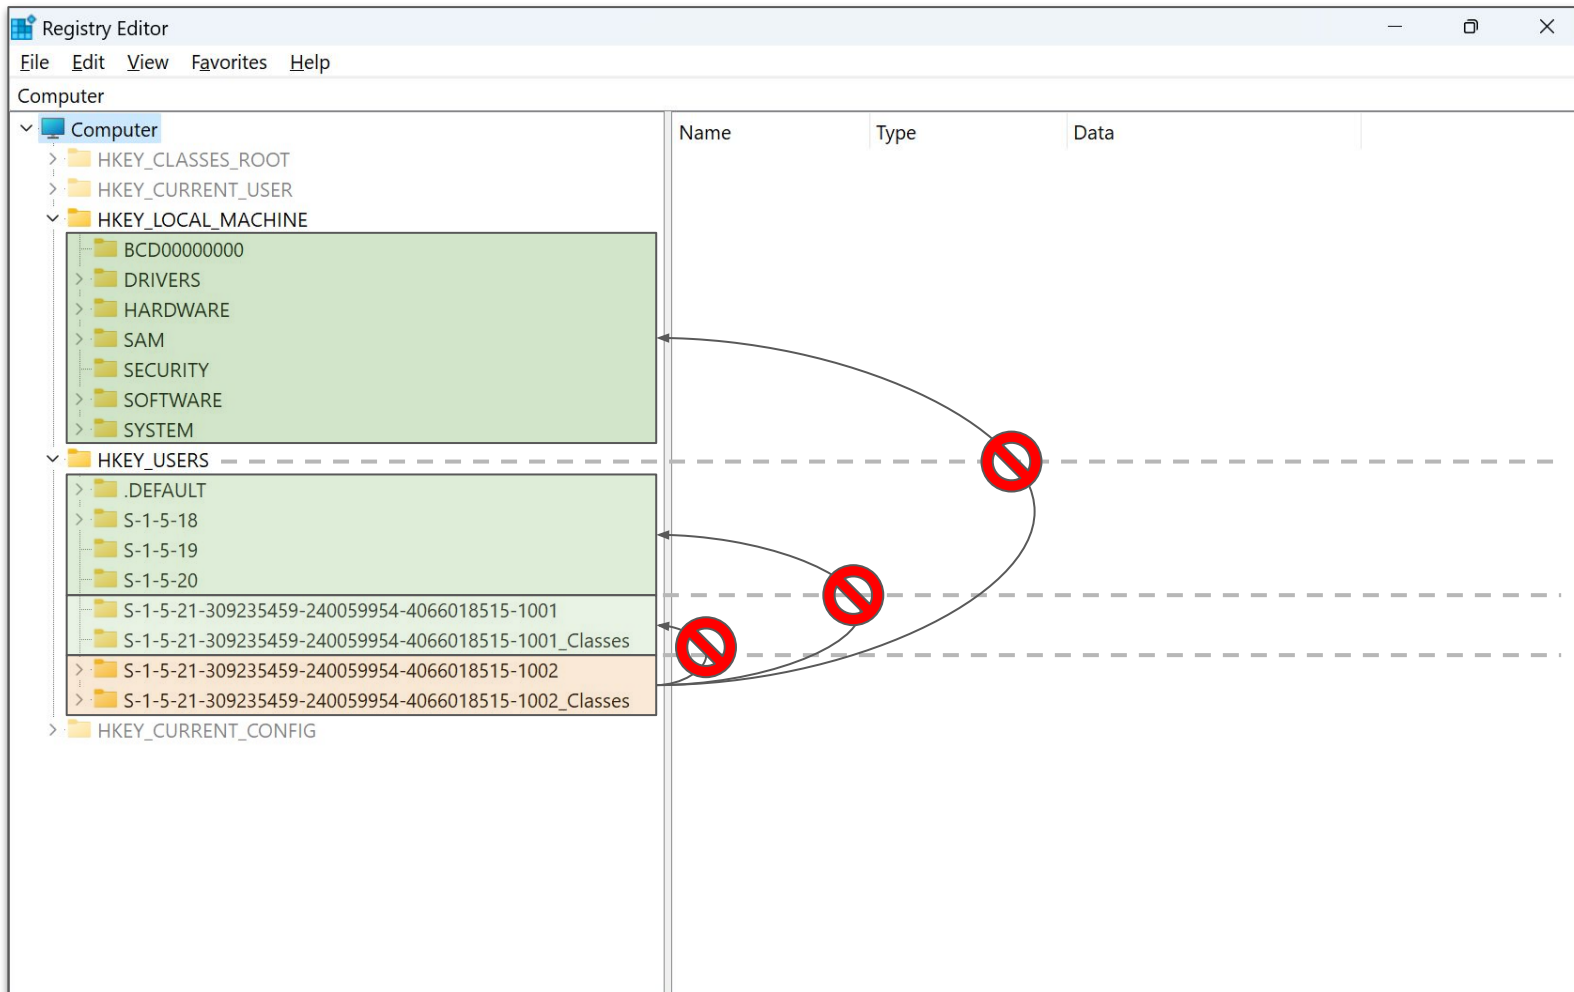 Registry Editor
File Edit View Favorites Help
Computer
Computer
Name Type Data
HKEY_CLASSES_ROOT
HKEY_CURRENT_USER
HKEY_LOCAL_MACHINE
BCD00000000
DRIVERS
HARDWARE
SAM
SECURITY
SOFTWARE
SYSTEM
HKEY_USERS
.DEFAULT
S-1-5-18
S-1-5-19
S-1-5-20
S-1-5-21-309235459-240059954-4066018515-1001
S-1-5-21-309235459-240059954-4066018515-1001_Classes
S-1-5-21-309235459-240059954-4066018515-1002
S-1-5-21-309235459-240059954-4066018515-1002_Classes
HKEY_CURRENT_CONFIG